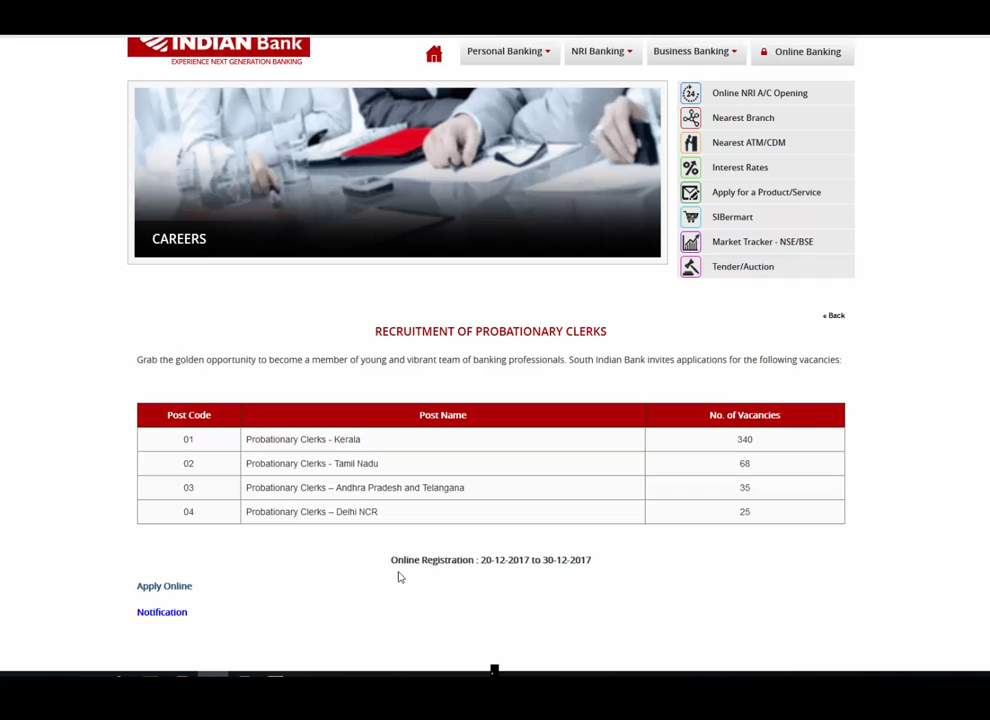 INDIAN Bank
EXPERIENCE NEXT GENERATION BANKING
Personal Banking
NRI Banking
Business Banking
Online Banking
CAREERS
24
Online NRI A/C Opening
Nearest Branch
Nearest ATM/CDM
Interest Rates
Apply for a Product/Service
SIBermart
Market Tracker - NSE/BSE
Tender/Auction
« Back
RECRUITMENT OF PROBATIONARY CLERKS
Grab the golden opportunity to become a member of young and vibrant team of banking professionals. South Indian Bank invites applications for the following vacancies:
Post Code Post Name No. of Vacancies
01 Probationary Clerks - Kerala 340
02 Probationary Clerks - Tamil Nadu 68
03 Probationary Clerks – Andhra Pradesh and Telangana 35
04 Probationary Clerks – Delhi NCR 25
Online Registration : 20-12-2017 to 30-12-2017
Apply Online
Notification